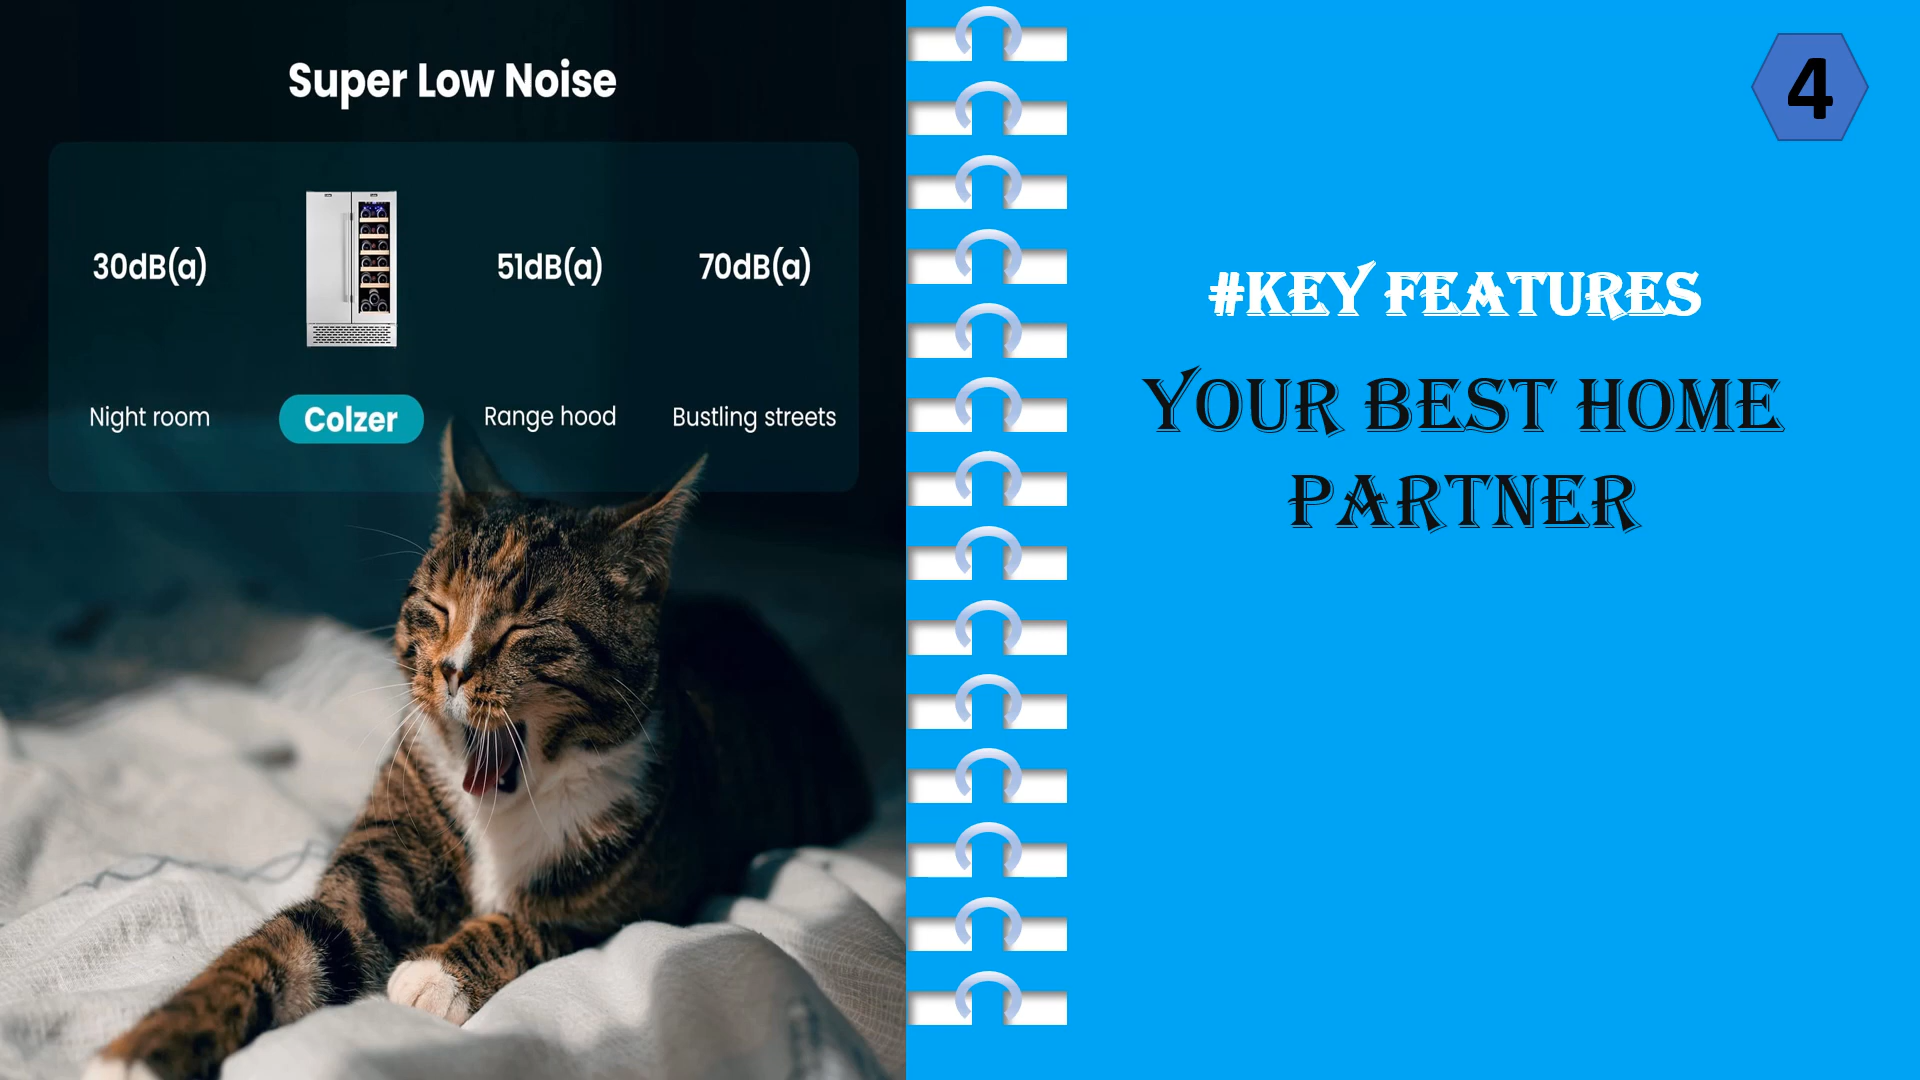 Super Low Noise
30dB(a)
51dB(a)
70dB(a)
Night room
Colzer
Range hood
Bustling streets
4
#KEY FEATURES
YOUR BEST HOME
PARTNER